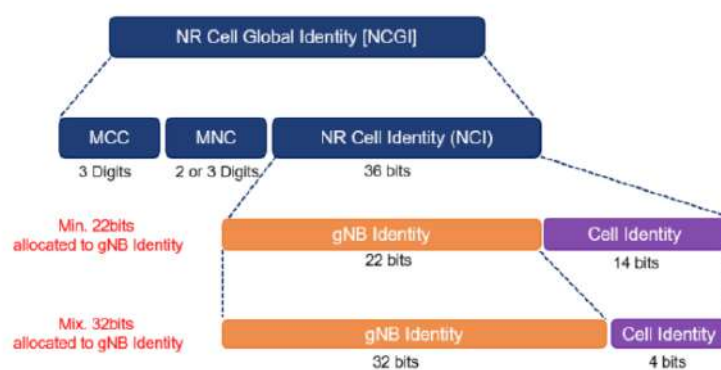 NR Cell Global Identity [NCGI]
MCC
MNC
NR Cell Identity (NCI)
3 Digits
2 or 3 Digits
36 bits
Min. 22bits
allocated to gNB Identity
gNB Identity
Cell Identity
22 bits
14 bits
Mix. 32bits
allocated to gNB Identity
gNB Identity
Cell Identity
32 bits
4 bits